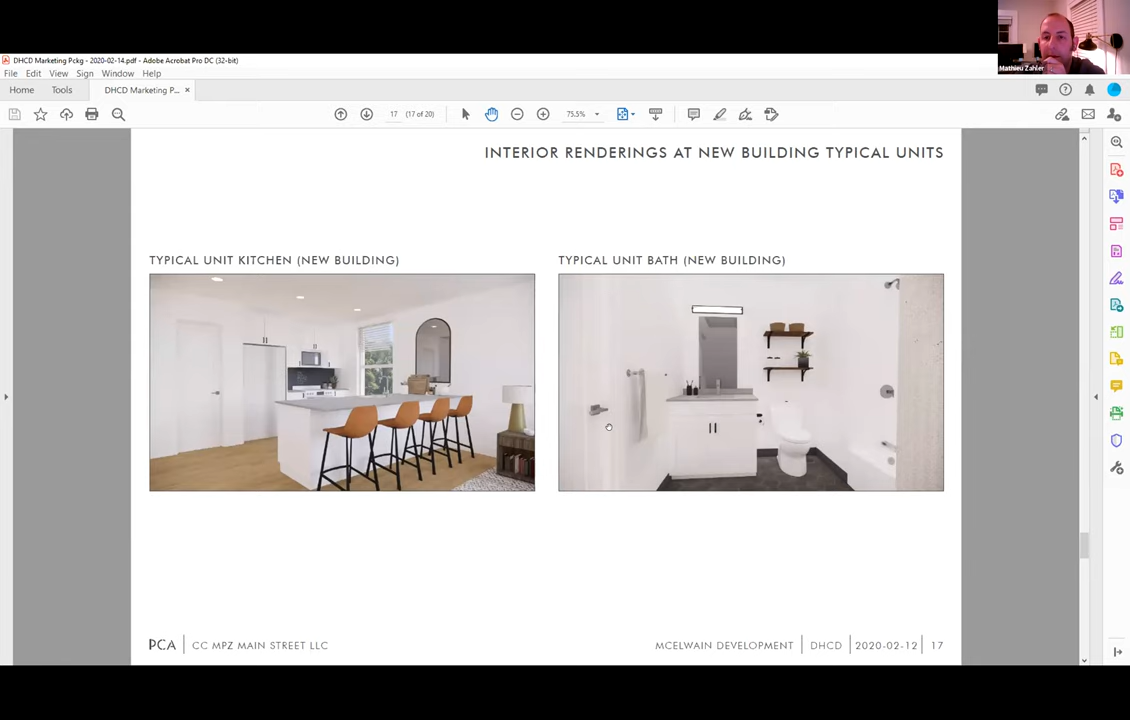 DHCD Marketing Pckg - 2020-02-14.pdf - Adobe Acrobat Pro DC (32-bit)
Mathieu Zahler
File Edit View Sign Window Help
Home Tools DHCD Marketing P... ×
17 (17 of 20) 75.5%
INTERIOR RENDERINGS AT NEW BUILDING TYPICAL UNITS
TYPICAL UNIT KITCHEN (NEW BUILDING)
TYPICAL UNIT BATH (NEW BUILDING)
PCA CC MPZ MAIN STREET LLC
MCELWAIN DEVELOPMENT DHCD 2020-02-12 17